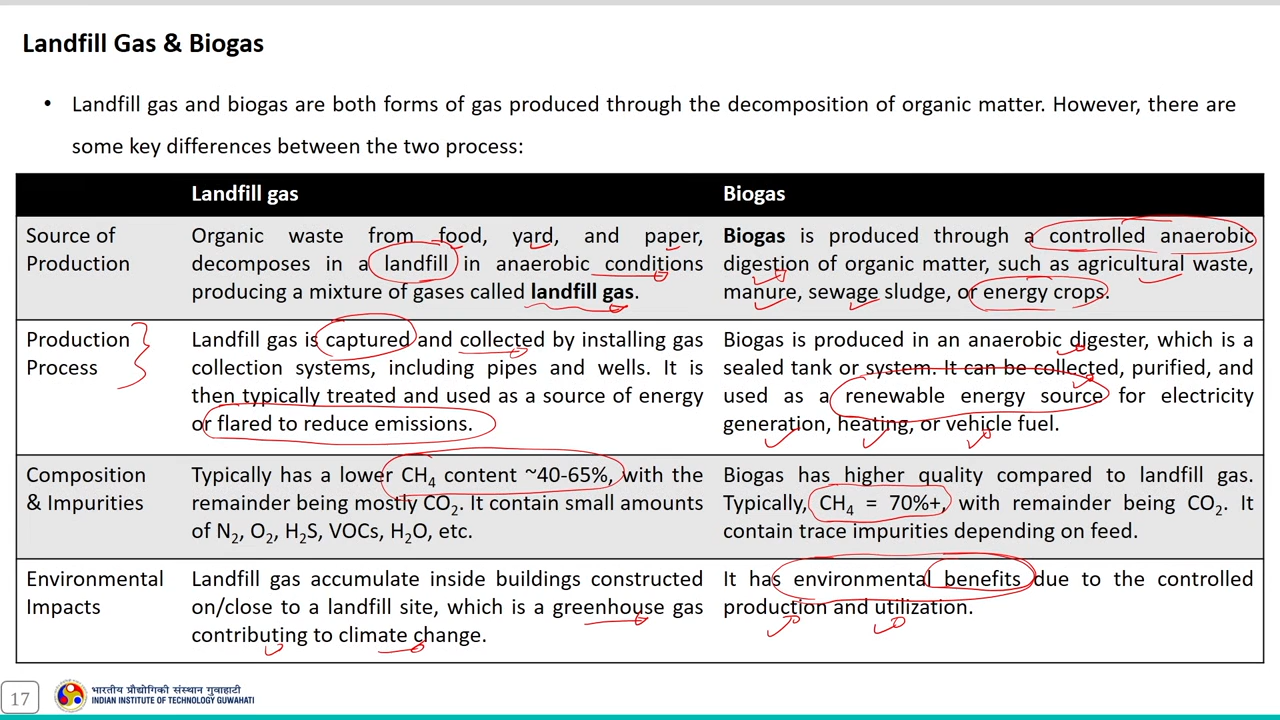 Landfill Gas & Biogas
• Landfill gas and biogas are both forms of gas produced through the decomposition of organic matter. However, there are
some key differences between the two process:
Landfill gas
Biogas
Source of
Production
Organic waste from food, yard, and paper,
decomposes in a landfill in anaerobic conditions
producing a mixture of gases called landfill gas.
Biogas is produced through a controlled anaerobic
digestion of organic matter, such as agricultural waste,
manure, sewage sludge, or energy crops.
Production
Process
Landfill gas is captured and collected by installing gas
collection systems, including pipes and wells. It is
then typically treated and used as a source of energy
or flared to reduce emissions.
Biogas is produced in an anaerobic digester, which is a
sealed tank or system. It can be collected, purified, and
used as a renewable energy source for electricity
generation, heating, or vehicle fuel.
Composition
& Impurities
Typically has a lower CH₄ content ~40-65%, with the
remainder being mostly CO₂. It contain small amounts
of N₂, O₂, H₂S, VOCs, H₂O, etc.
Biogas has higher quality compared to landfill gas.
Typically, CH₄ = 70%+, with remainder being CO₂. It
contain trace impurities depending on feed.
Environmental
Impacts
Landfill gas accumulate inside buildings constructed
on/close to a landfill site, which is a greenhouse gas
contributing to climate change.
It has environmental benefits due to the controlled
production and utilization.
17
भारतीय प्रौद्योगिकी संस्थान गुवाहाटी
INDIAN INSTITUTE OF TECHNOLOGY GUWAHATI